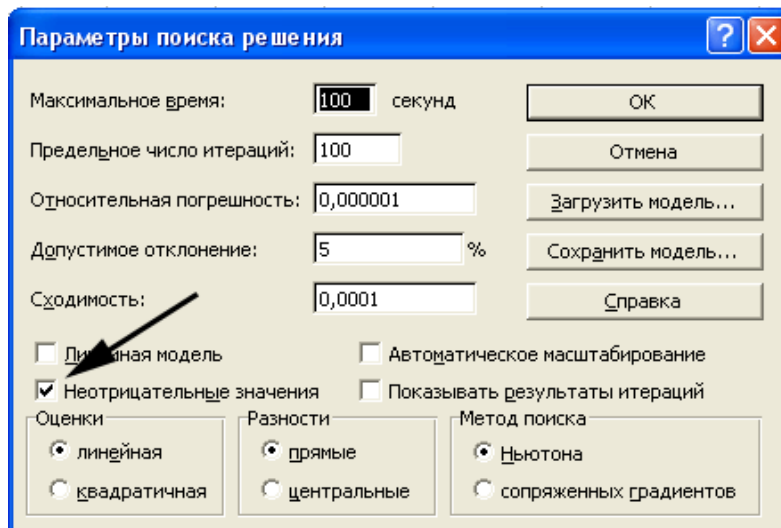 Параметры поиска решения
Максимальное время: 100 секунд OK
Предельное число итераций: 100 Отмена
Относительная погрешность: 0,000001 Загрузить модель...
Допустимое отклонение: 5 % Сохранить модель...
Сходимость: 0,0001 Справка
Линейная модель Автоматическое масштабирование
Неотрицательные значения Показывать результаты итераций
Оценки Разности Метод поиска
линейная прямые Ньютона
квадратичная центральные сопряженных градиентов